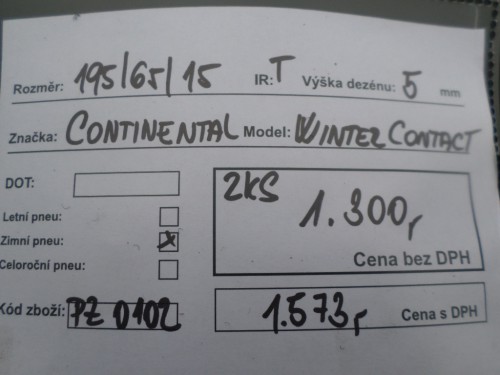 Rozměr: 195/65/15 IR: T Výška dezénu: 5 mm
Značka: CONTINENTAL Model: WINTER CONTACT
DOT:
Letní pneu:
Zimní pneu: x
Celoroční pneu:
2KS 1.300,
Cena bez DPH
Kód zboží: PZ 0102
1.573, Cena s DPH